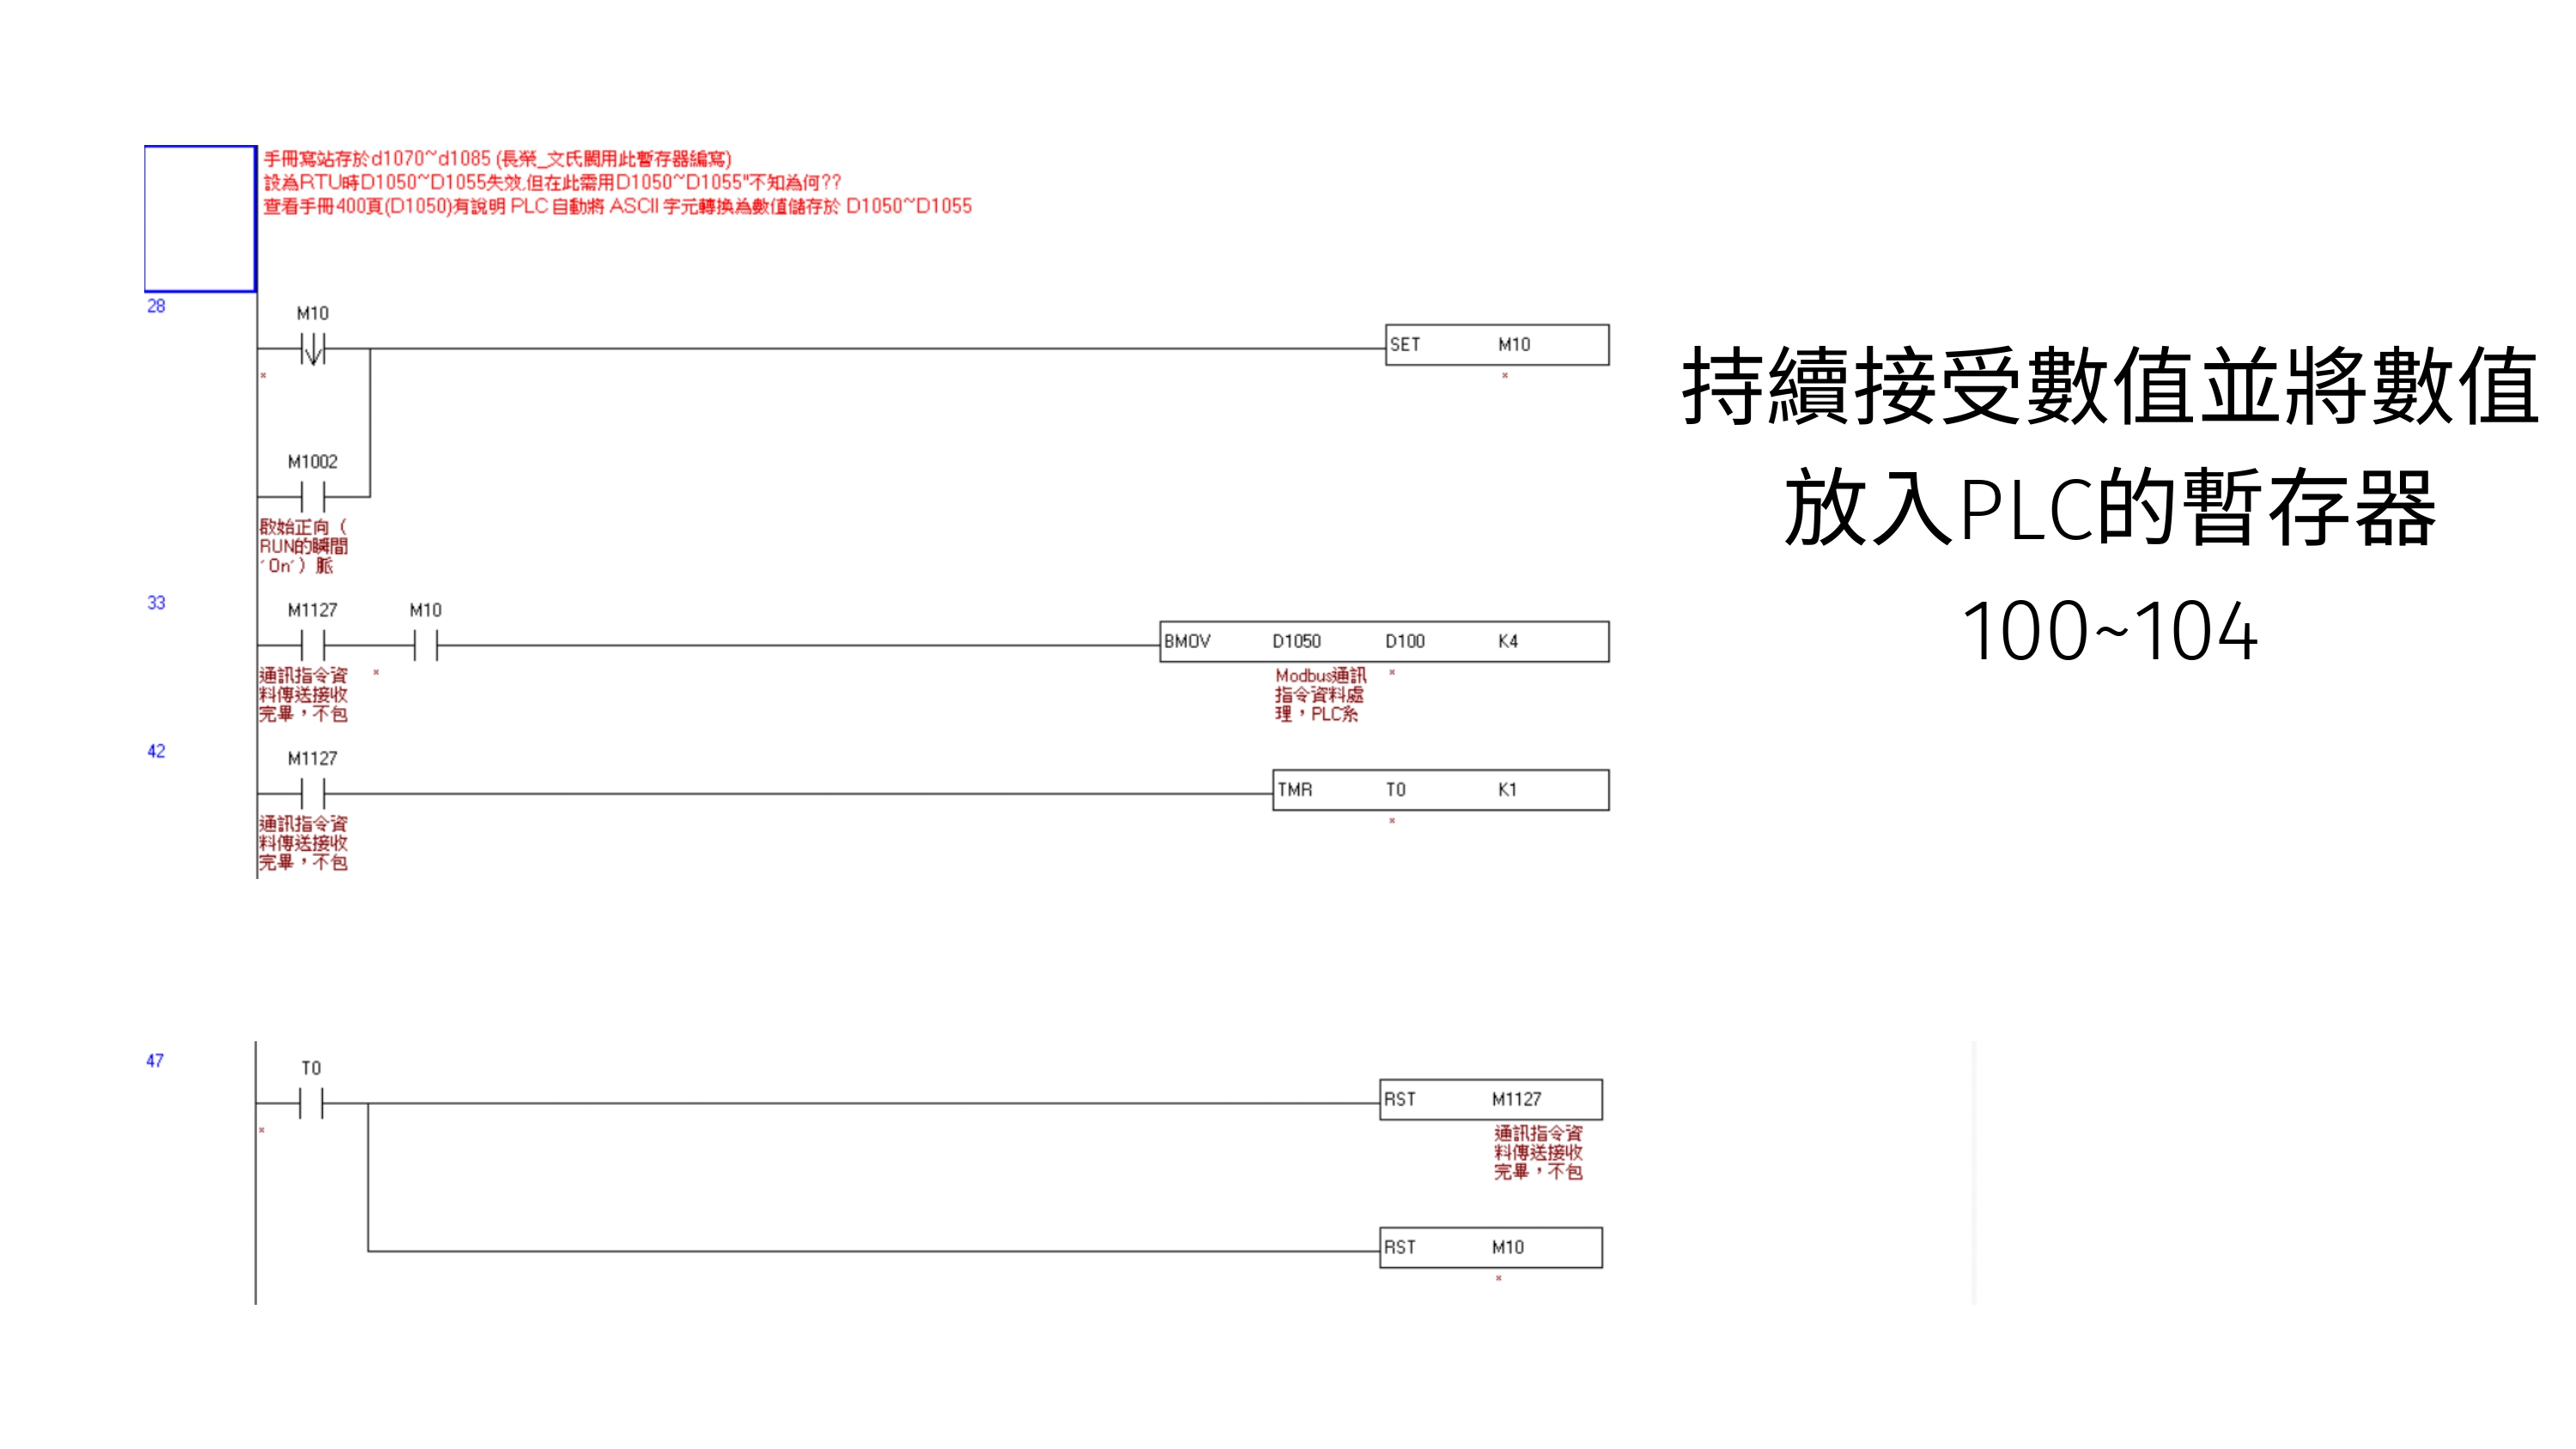 手冊寫站存於d1070~d1085 (長榮_文氏閥用此暫存器編寫)
設為RTU時D1050~D1055失效,但在此需用D1050~D1055"不知為何??
查看手冊400頁(D1050)有說明 PLC 自動將 ASCII 字元轉換為數值儲存於 D1050~D1055
28
M10
SET M10
M1002
啟始正向（
RUN的瞬間
´On´）脈
33
M1127 M10
BMOV D1050 D100 K4
通訊指令資
料傳送接收
完畢，不包
Modbus通訊
指令資料處
理，PLC系
42
M1127
TMR T0 K1
通訊指令資
料傳送接收
完畢，不包
47
T0
RST M1127
通訊指令資
料傳送接收
完畢，不包
RST M10
持續接受數值並將數值
放入PLC的暫存器
100~104